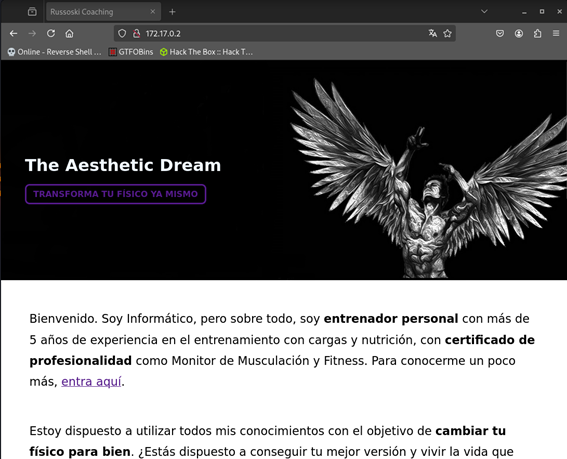 Russoski Coaching
172.17.0.2
Online - Reverse Shell ... GTFOBins Hack The Box :: Hack T...
The Aesthetic Dream
TRANSFORMA TU FÍSICO YA MISMO
Bienvenido. Soy Informático, pero sobre todo, soy entrenador personal con más de
5 años de experiencia en el entrenamiento con cargas y nutrición, con certificado de
profesionalidad como Monitor de Musculación y Fitness. Para conocerme un poco
más, entra aquí.
Estoy dispuesto a utilizar todos mis conocimientos con el objetivo de cambiar tu
físico para bien. ¿Estás dispuesto a conseguir tu mejor versión y vivir la vida que